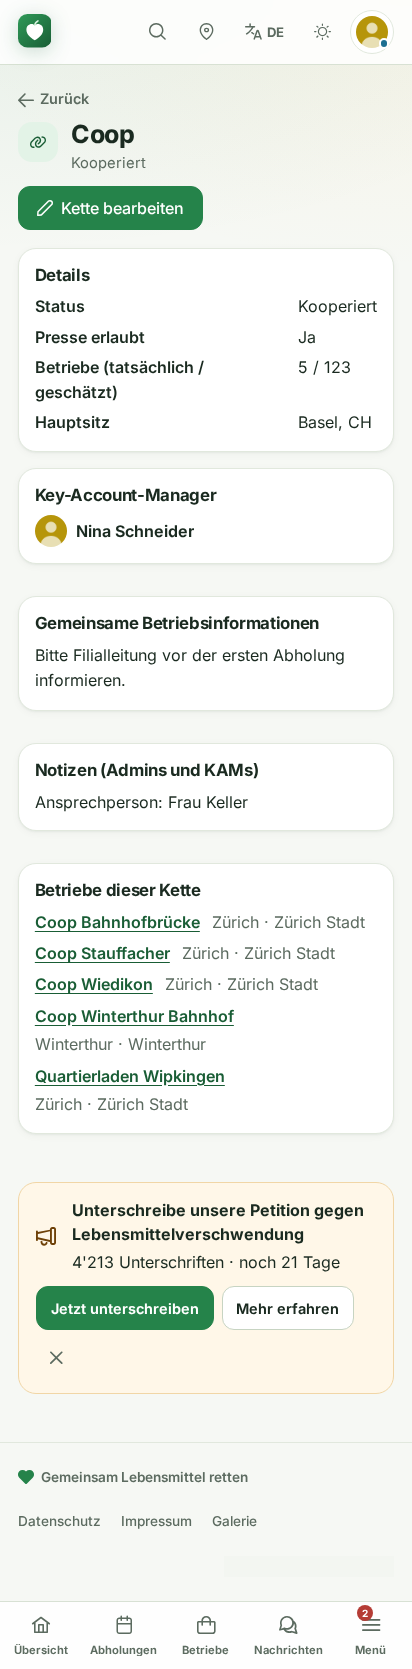 DE
Zurück
Coop
Kooperiert
Kette bearbeiten
Details
Status Kooperiert
Presse erlaubt Ja
Betriebe (tatsächlich / 5 / 123
geschätzt)
Hauptsitz Basel, CH
Key-Account-Manager
Nina Schneider
Gemeinsame Betriebsinformationen
Bitte Filialleitung vor der ersten Abholung
informieren.
Notizen (Admins und KAMs)
Ansprechperson: Frau Keller
Betriebe dieser Kette
Coop Bahnhofbrücke Zürich · Zürich Stadt
Coop Stauffacher Zürich · Zürich Stadt
Coop Wiedikon Zürich · Zürich Stadt
Coop Winterthur Bahnhof
Winterthur · Winterthur
Quartierladen Wipkingen
Zürich · Zürich Stadt
Unterschreibe unsere Petition gegen
Lebensmittelverschwendung
4'213 Unterschriften · noch 21 Tage
Jetzt unterschreiben Mehr erfahren
Gemeinsam Lebensmittel retten
Datenschutz Impressum Galerie
2
Übersicht Abholungen Betriebe Nachrichten Menü